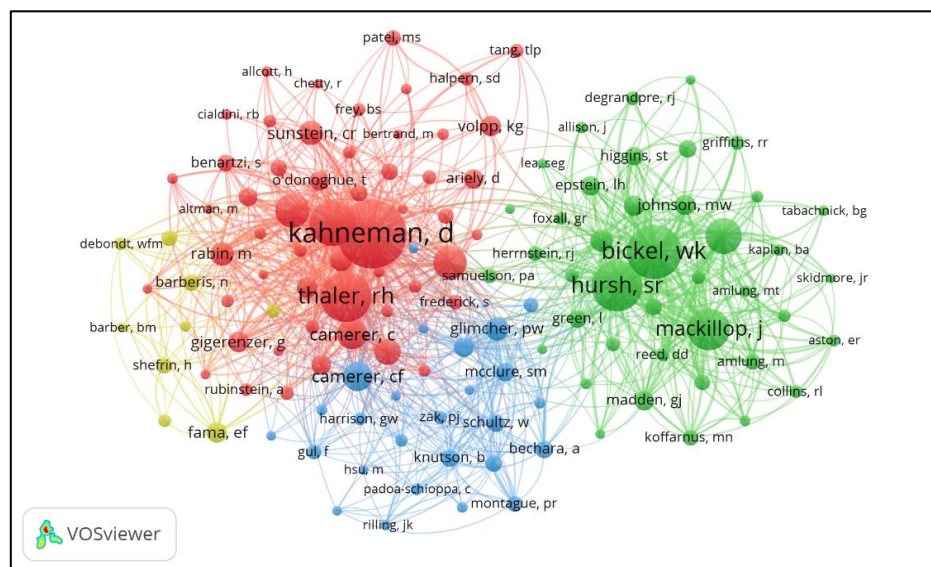 patel, ms
tang, tlp
allcott, h
chetty, r
halpern, sd
degrandpre, rj
cialdini, rb
frey, bs
sunstein, cr
bertrand, m
volpp, kg
allison, j
griffiths, rr
benartzi, s
o'donoghue, t
ariely, d
lea, seg
higgins, st
epstein, lh
altman, m
foxall, gr
johnson, mw
tabachnick, bg
kahneman, d
debondt, wfm
rabin, m
samuelson, pa
herrnstein, rj
bickel, wk
kaplan, ba
barberis, n
thaler, rh
frederick, s
hursh, sr
amlung, mt
skidmore, jr
barber, bm
camerer, c
glimcher, pw
green, l
mackillop, j
gigerenzer, g
aston, er
shefrin, h
reed, dd
amlung, m
camerer, cf
mcclure, sm
rubinstein, a
madden, gj
collins, rl
harrison, gw
zak, pj
schultz, w
fama, ef
koffarnus, mn
gul, f
knutson, b
bechara, a
hsu, m
padoa-schioppa, c
montague, pr
rilling, jk
VOSviewer